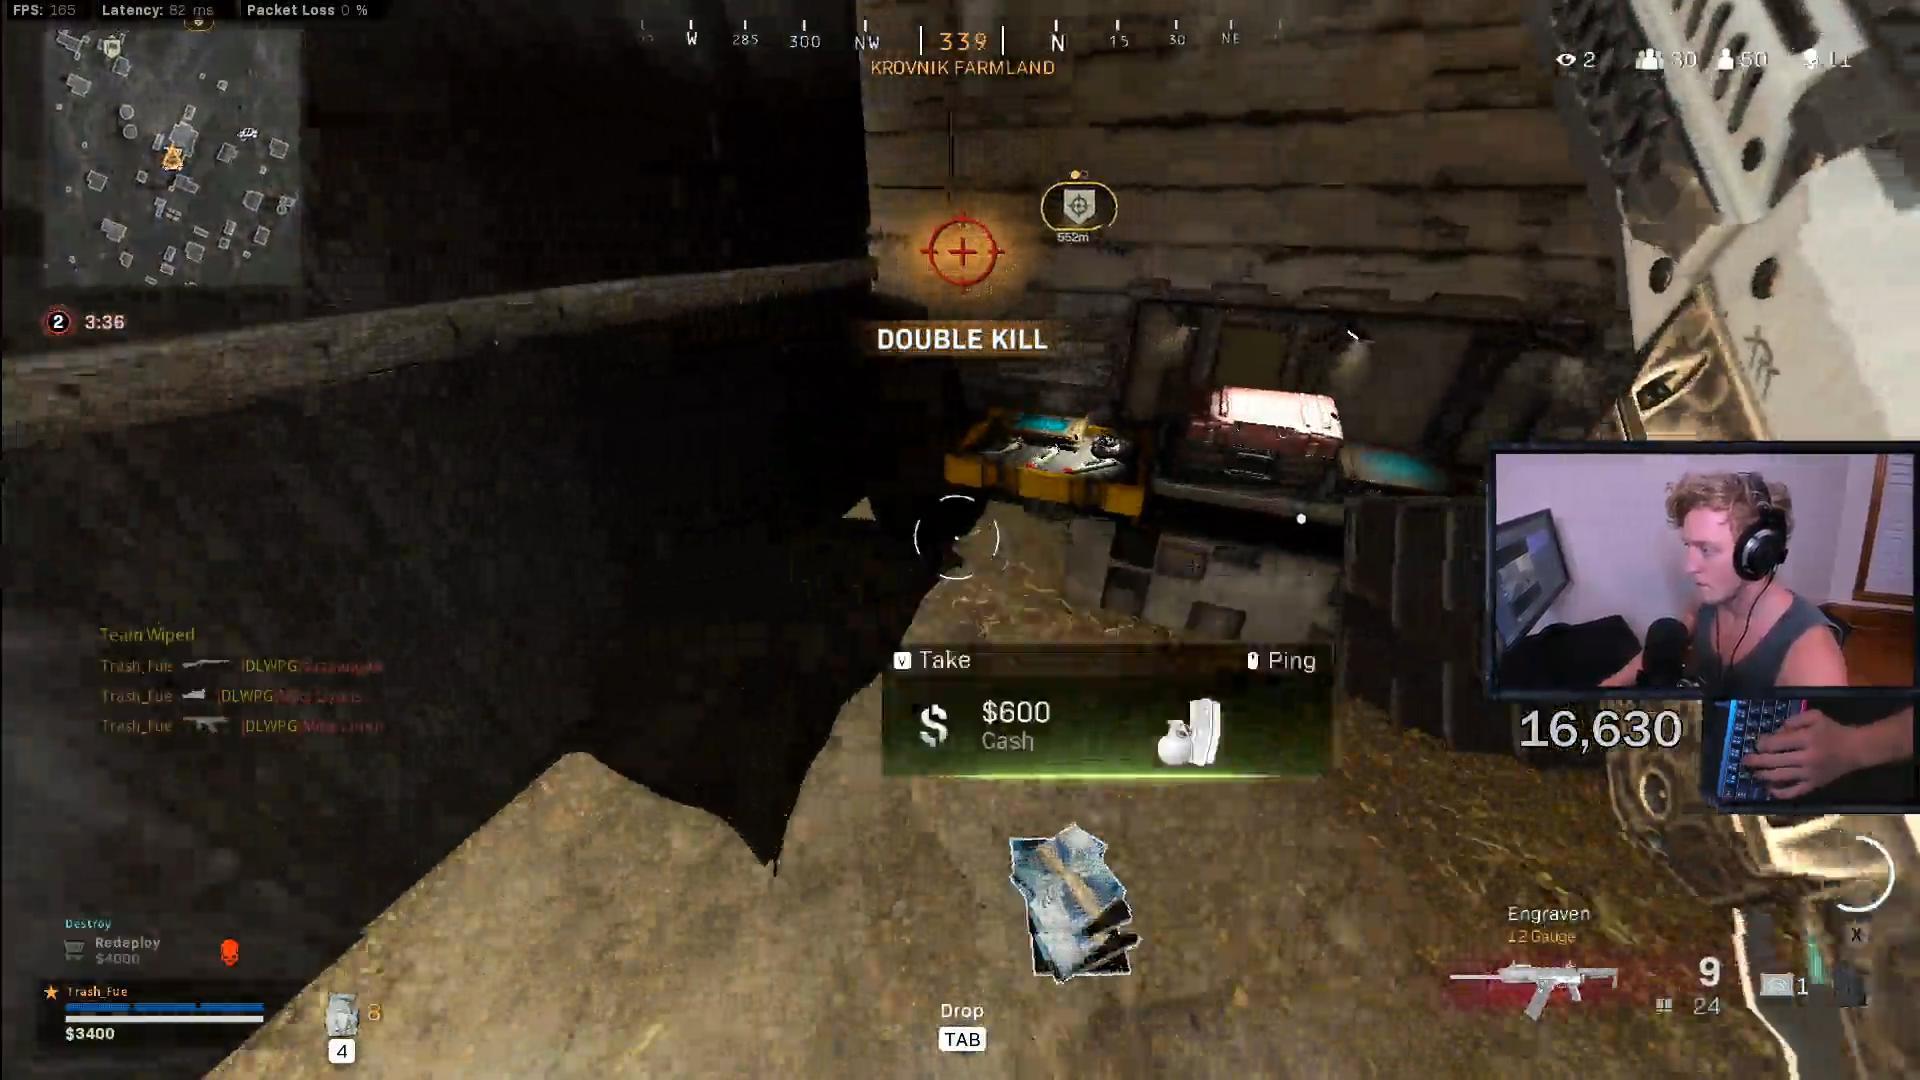 FPS: 165 Latency: 82 ms Packet Loss 0 %
W 285 300 NW 339 N 15 30 NE
KROVNIK FARMLAND
2 30 50 11
552m
2 3:36
DOUBLE KILL
Team Wiped
Trash_Fue [DLWPG]
Trash_Fue [DLWPG]
Trash_Fue [DLWPG]
V Take Ping
$600
Cash
16,630
Destroy
Redeploy
$4000
Trash_Fue
$3400
8
4
Drop
TAB
Engraven
12 Gauge
9
24
1
X